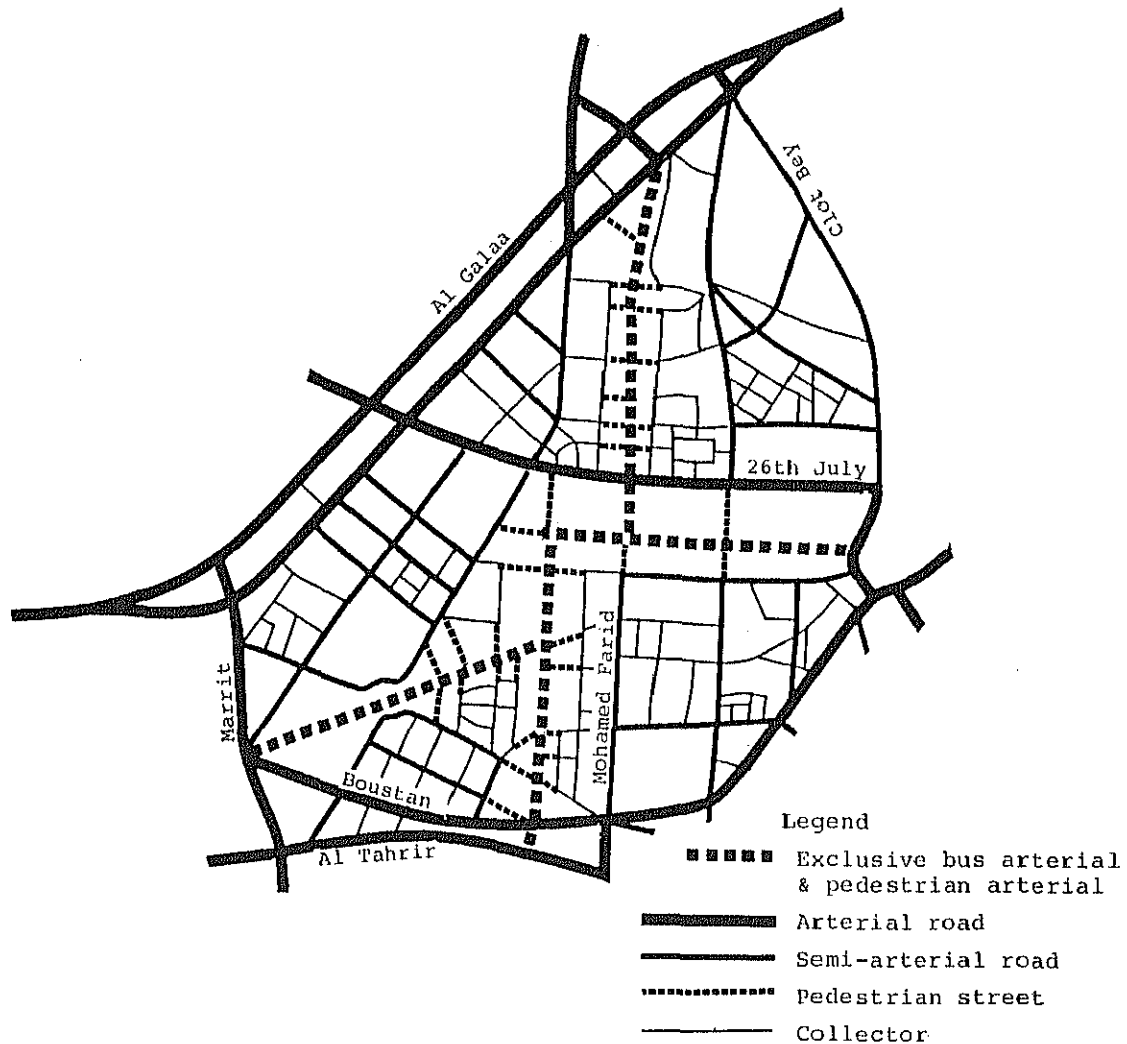 Clot Bey
Al Galaa
26th July
Mohamed Farid
Marrit
Boustan
Al Tahrir
Legend
Exclusive bus arterial
& pedestrian arterial
Arterial road
Semi-arterial road
Pedestrian street
Collector